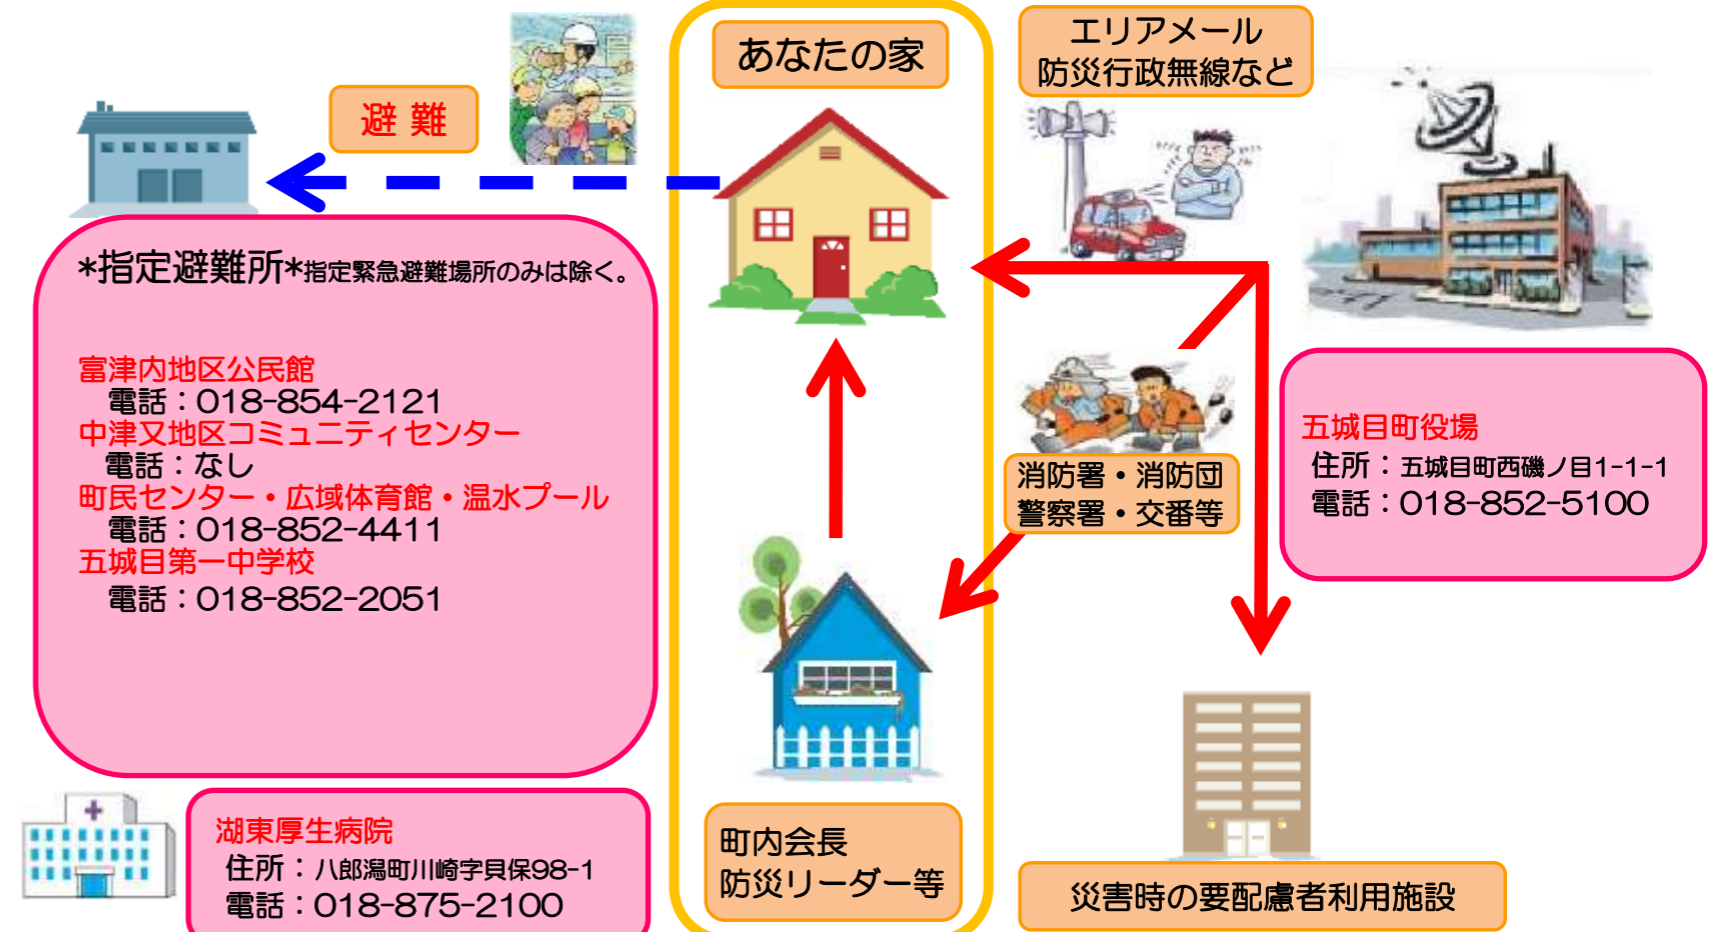 あなたの家
エリアメール
防災行政無線など
避 難
*指定避難所*指定緊急避難場所のみは除く。
富津内地区公民館
電話：018-854-2121
中津又地区コミュニティセンター
電話：なし
町民センター・広域体育館・温水プール
電話：018-852-4411
五城目第一中学校
電話：018-852-2051
消防署・消防団
警察署・交番等
五城目町役場
住所：五城目町西磯ノ目1-1-1
電話：018-852-5100
湖東厚生病院
住所：八郎潟町川崎字貝保98-1
電話：018-875-2100
町内会長
防災リーダー等
災害時の要配慮者利用施設